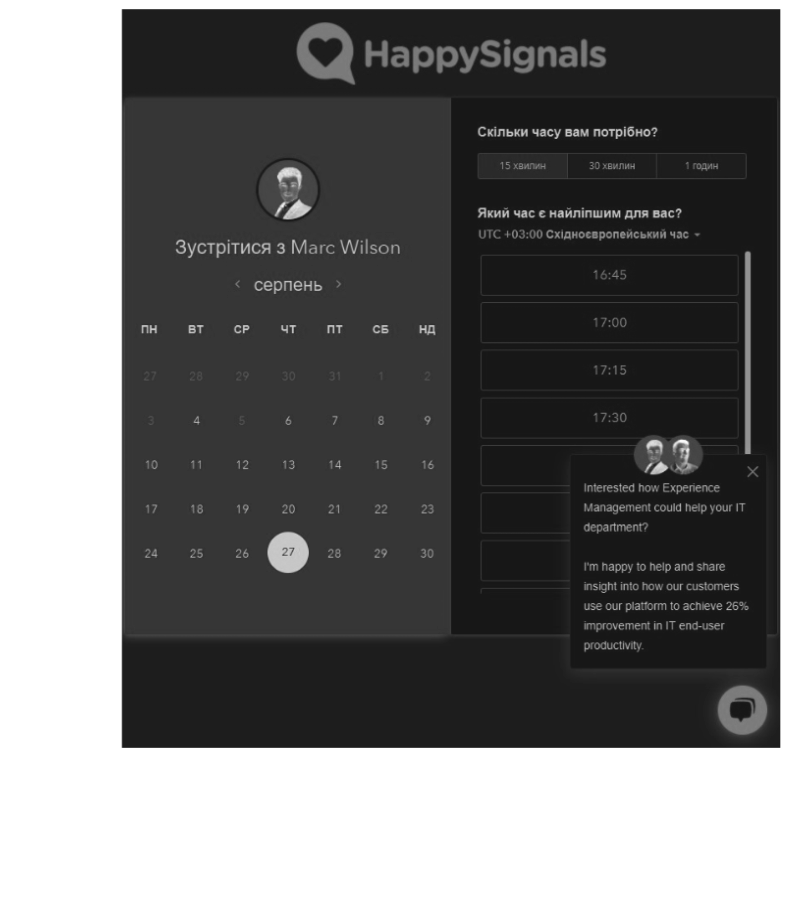 HappySignals
Зустрітися з Marc Wilson
серпень
ПН ВТ СР ЧТ ПТ СБ НД
27 28 29 30 31 1 2
3 4 5 6 7 8 9
10 11 12 13 14 15 16
17 18 19 20 21 22 23
24 25 26 27 28 29 30
Скільки часу вам потрібно?
15 хвилин 30 хвилин 1 годин
Який час є найліпшим для вас?
UTC +03:00 Східноєвропейський час
16:45
17:00
17:15
17:30
Interested how Experience
Management could help your IT
department?
I'm happy to help and share
insight into how our customers
use our platform to achieve 26%
improvement in IT end-user
productivity.